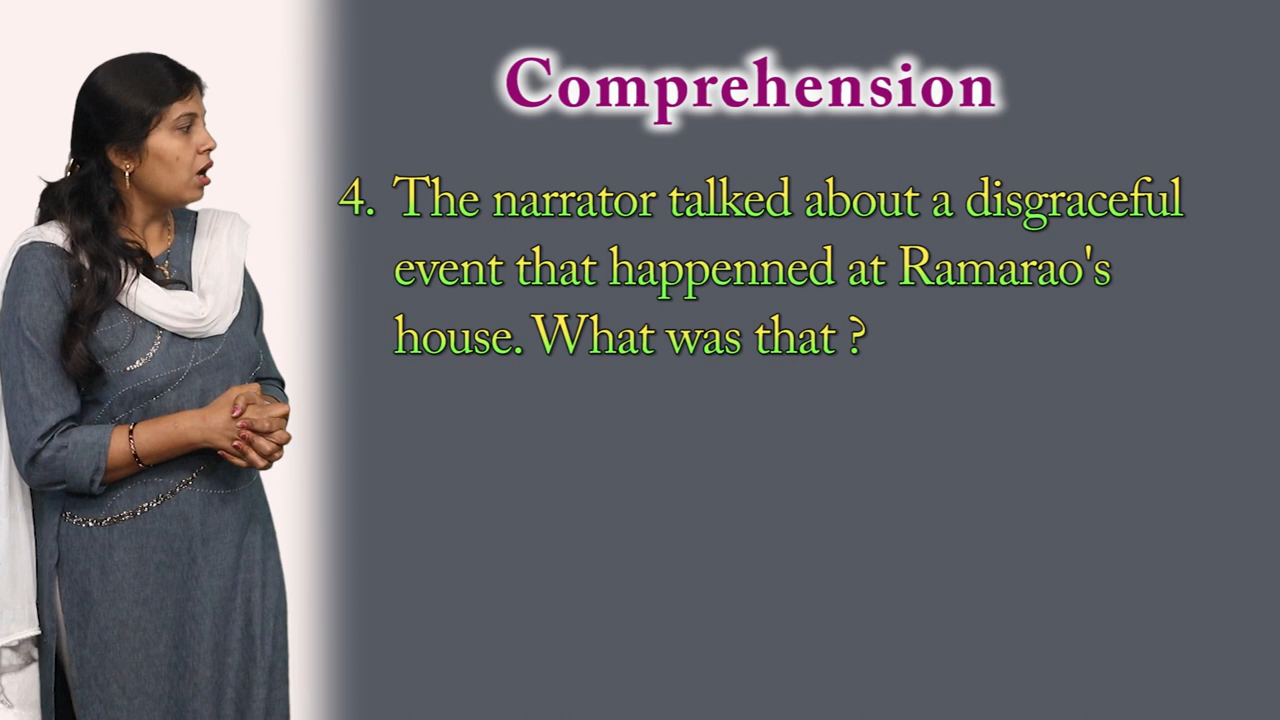 Comprehension
4. The narrator talked about a disgraceful
event that happenned at Ramarao's
house. What was that ?